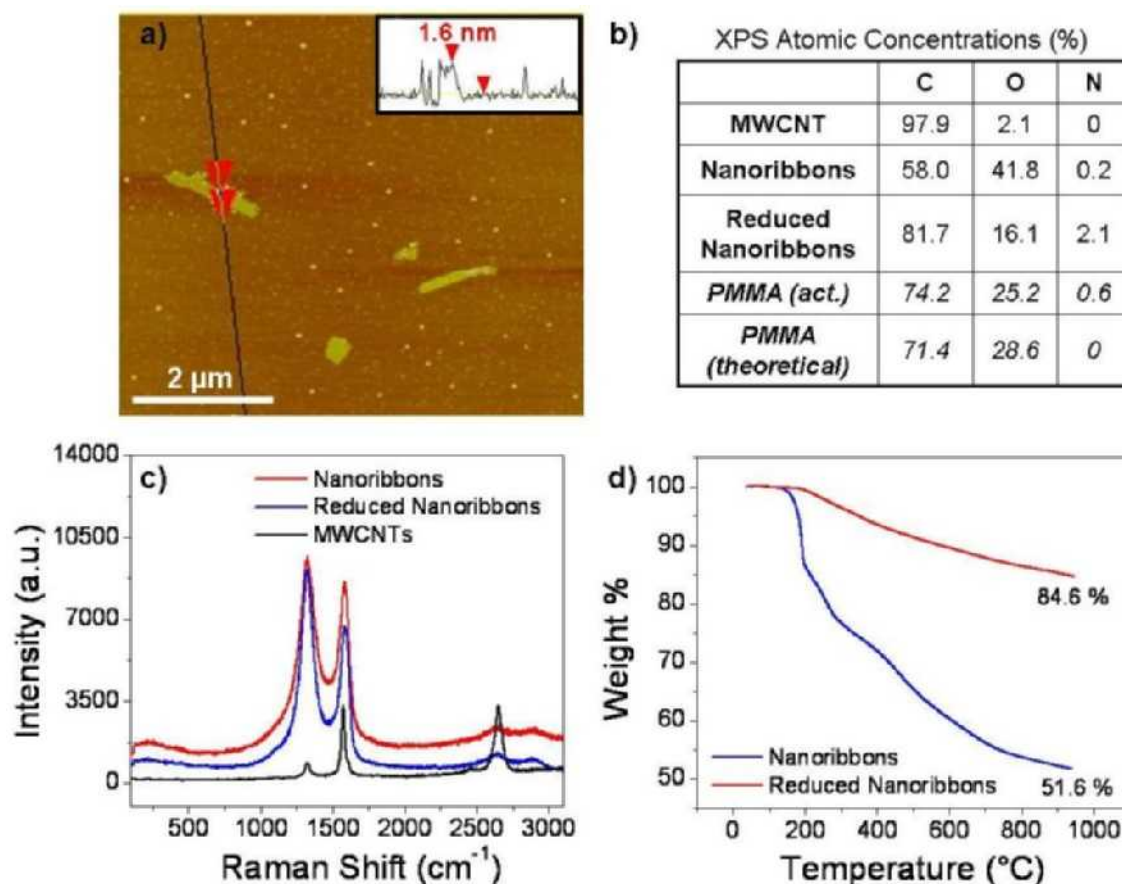 a)
1.6 nm
2 µm
b)
XPS Atomic Concentrations (%)
C O N
MWCNT 97.9 2.1 0
Nanoribbons 58.0 41.8 0.2
Reduced
Nanoribbons 81.7 16.1 2.1
PMMA (act.) 74.2 25.2 0.6
PMMA
(theoretical) 71.4 28.6 0
c)
14000
10500
7000
3500
0
Intensity (a.u.)
Nanoribbons
Reduced Nanoribbons
MWCNTs
500 1000 1500 2000 2500 3000
Raman Shift (cm⁻¹)
d)
100
90
80
70
60
50
Weight %
84.6 %
51.6 %
Nanoribbons
Reduced Nanoribbons
0 200 400 600 800 1000
Temperature (°C)